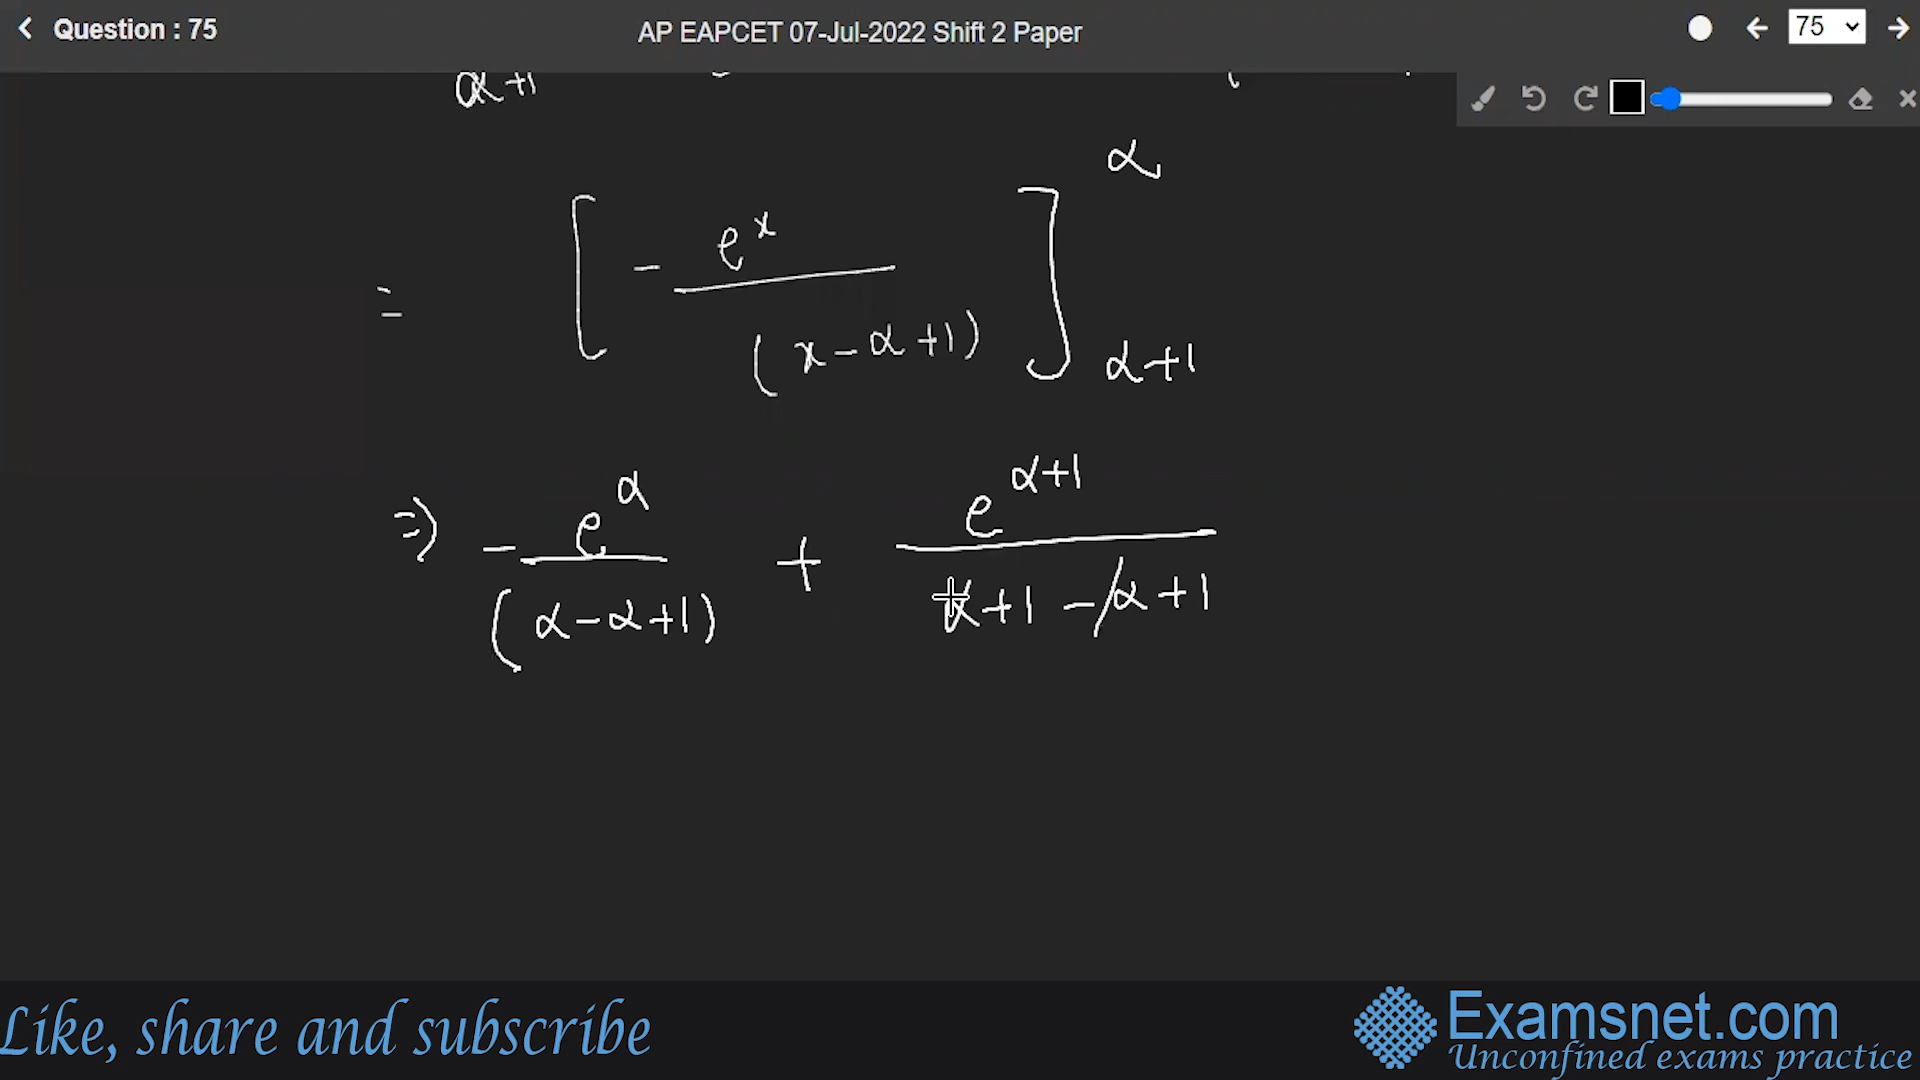 Question : 75
AP EAPCET 07-Jul-2022 Shift 2 Paper
75
α+1
= [ - e^x / (x-α+1) ]
α
α+1
⇒ - e^α / (α-α+1) + e^(α+1) / α+1-α+1
Like, share and subscribe
Examsnet.com
Unconfined exams practice